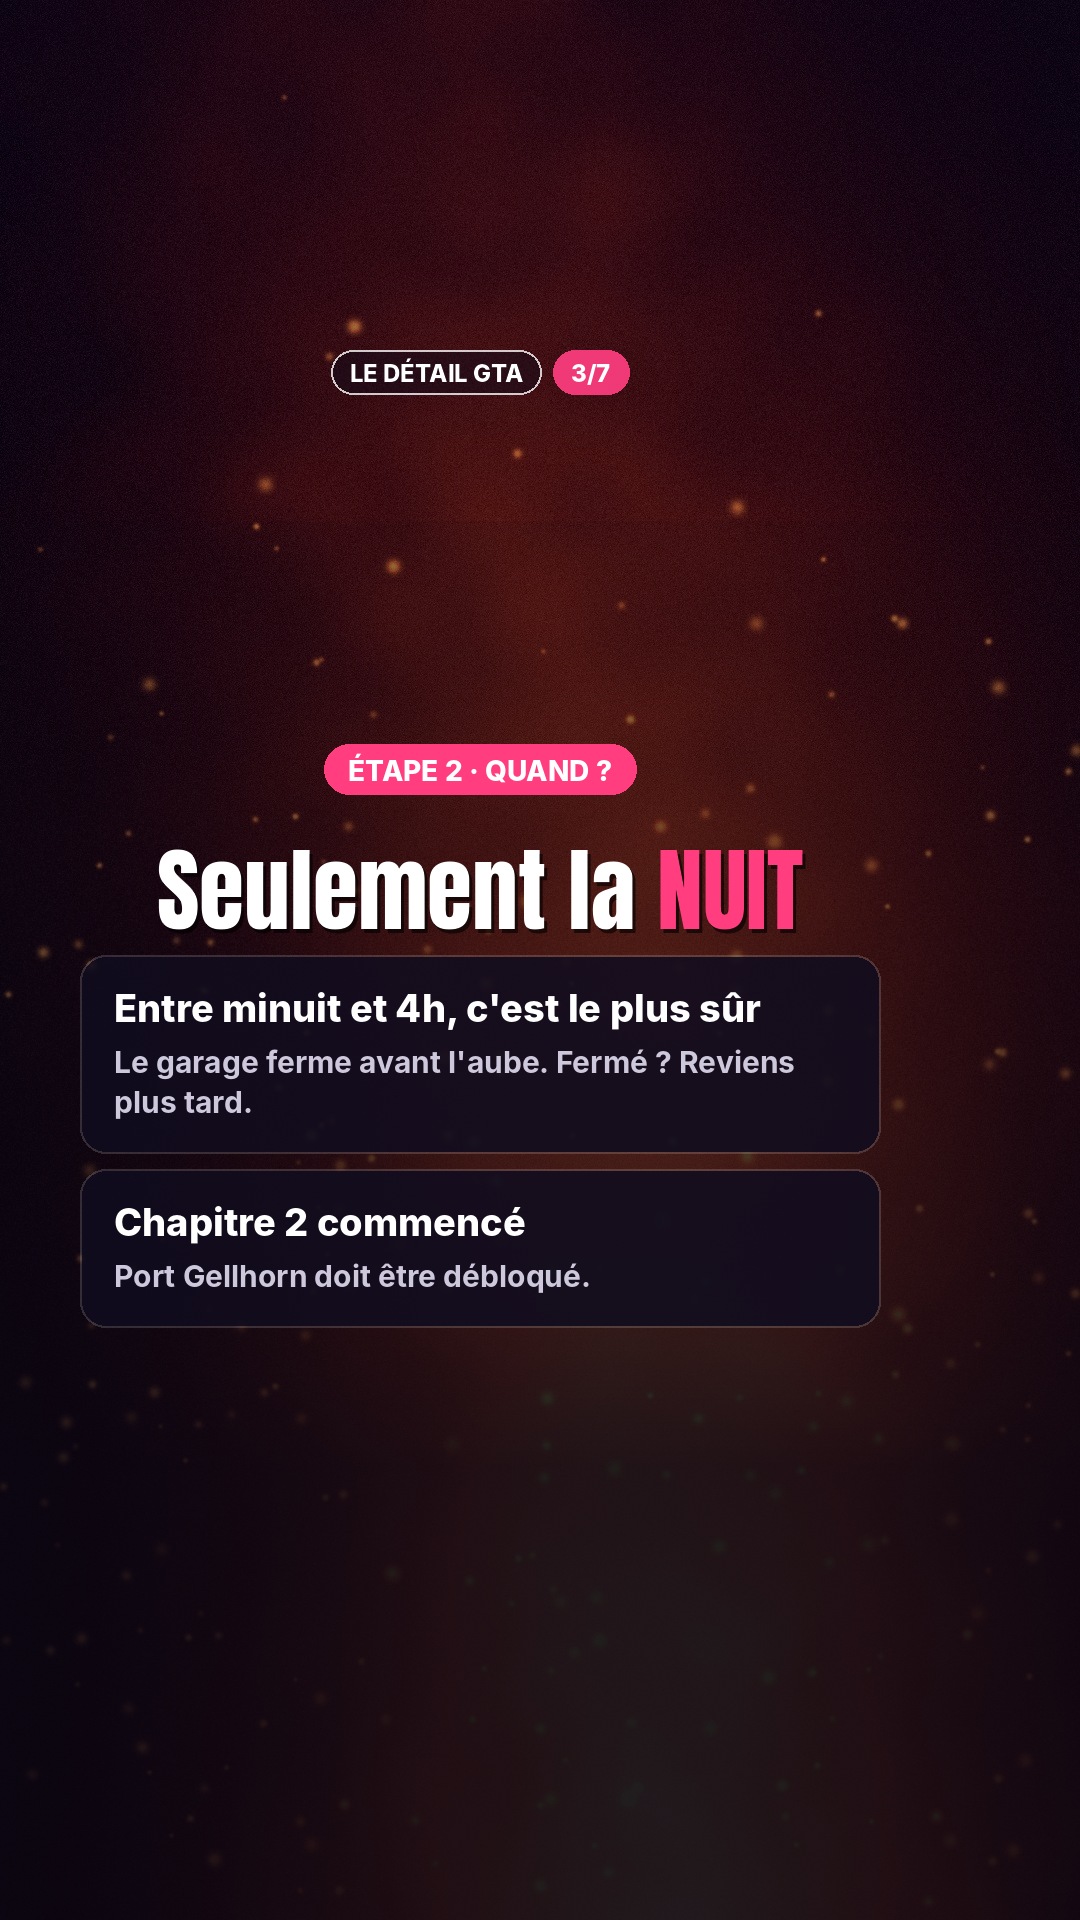 LE DÉTAIL GTA 3/7
ÉTAPE 2 · QUAND ?
Seulement la NUIT
Entre minuit et 4h, c'est le plus sûr
Le garage ferme avant l'aube. Fermé ? Reviens
plus tard.
Chapitre 2 commencé
Port Gellhorn doit être débloqué.